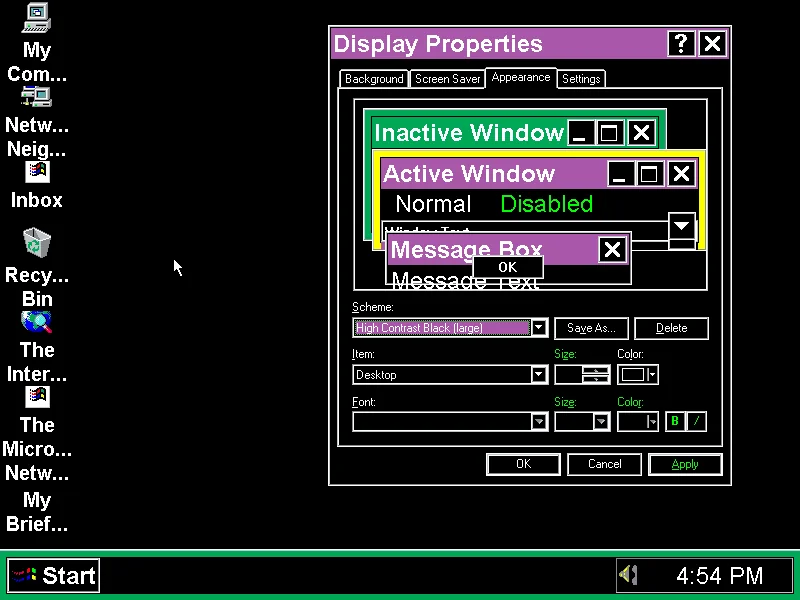 My
Com...
Netw...
Neig...
Inbox
Recy...
Bin
The
Inter...
The
Micro...
Netw...
My
Brief...
Display Properties
Background Screen Saver Appearance Settings
Inactive Window
Active Window
Normal Disabled
Window Text
Message Box
OK
Message Text
Scheme:
High Contrast Black (large) Save As... Delete
Item: Size: Color:
Desktop
Font: Size: Color:
B /
OK Cancel Apply
Start 4:54 PM